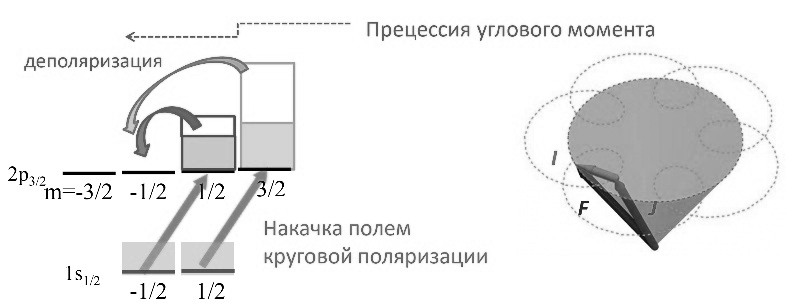 Прецессия углового момента
деполяризация
2p3/2 m=-3/2 -1/2 1/2 3/2
I
F
J
Накачка полем
круговой поляризации
1s1/2
-1/2 1/2